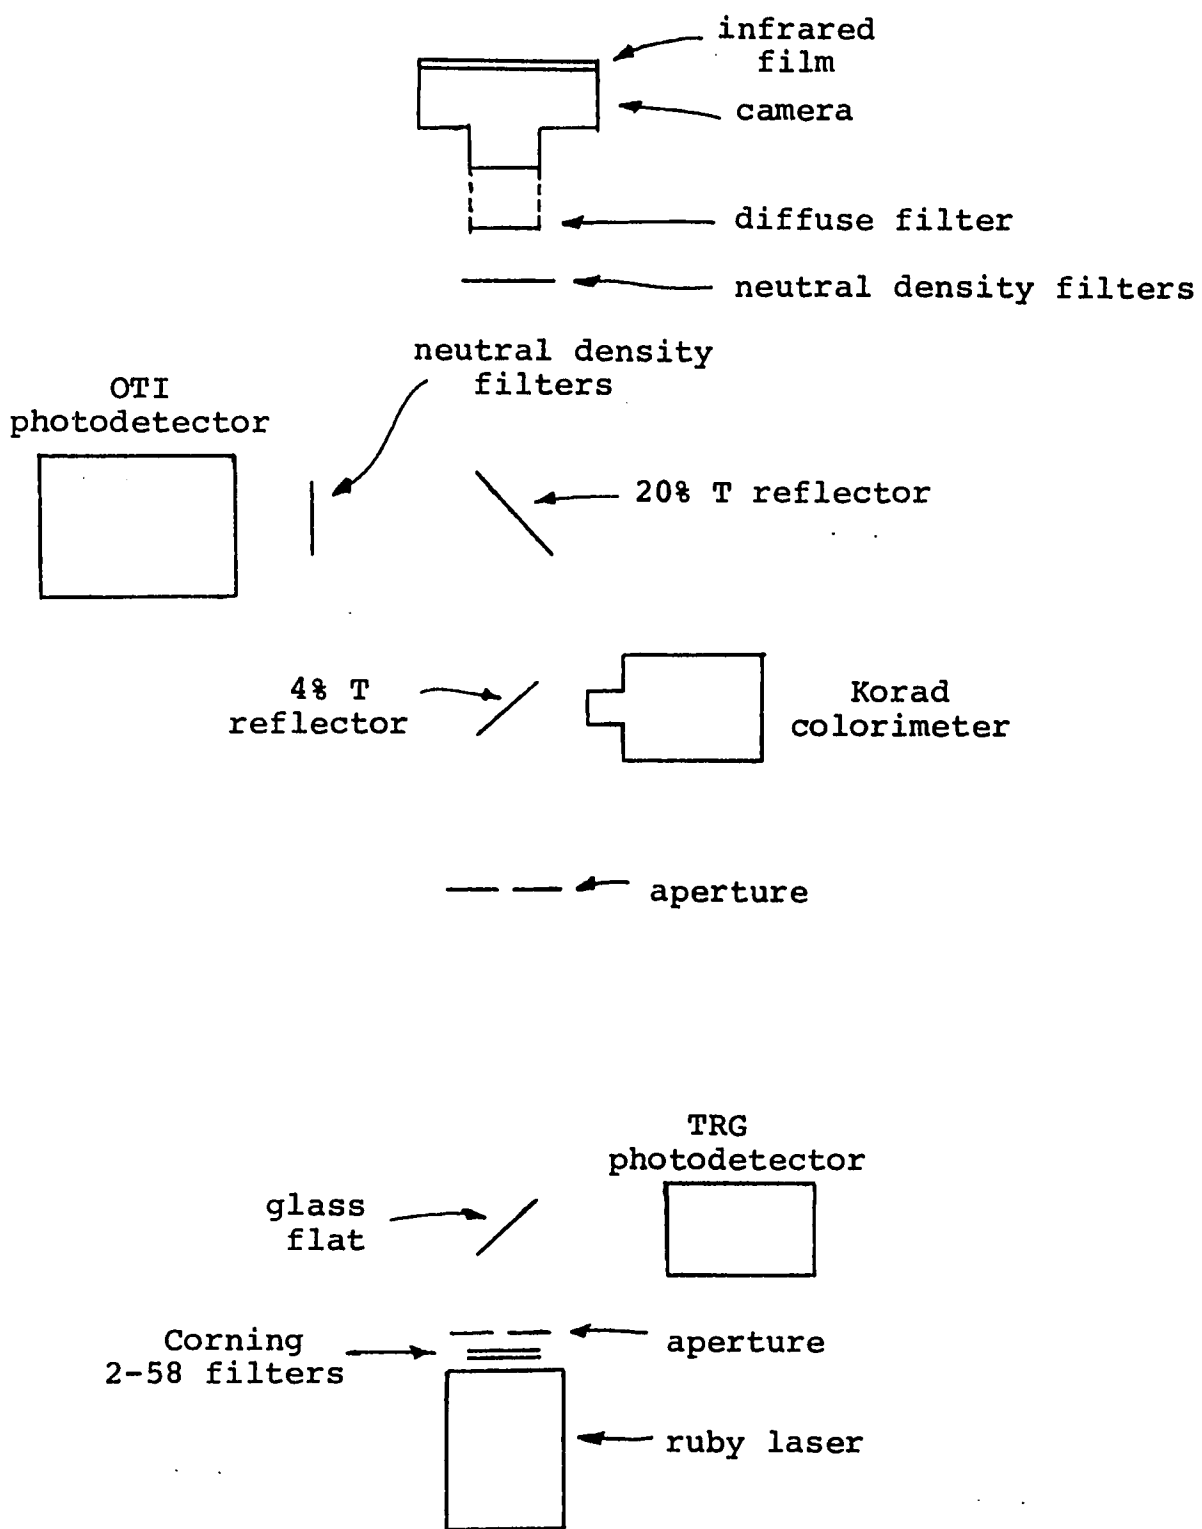 infrared
film
camera
diffuse filter
neutral density filters
neutral density
filters
OTI
photodetector
20% T reflector
4% T
reflector
Korad
colorimeter
aperture
TRG
photodetector
glass
flat
aperture
Corning
2-58 filters
ruby laser